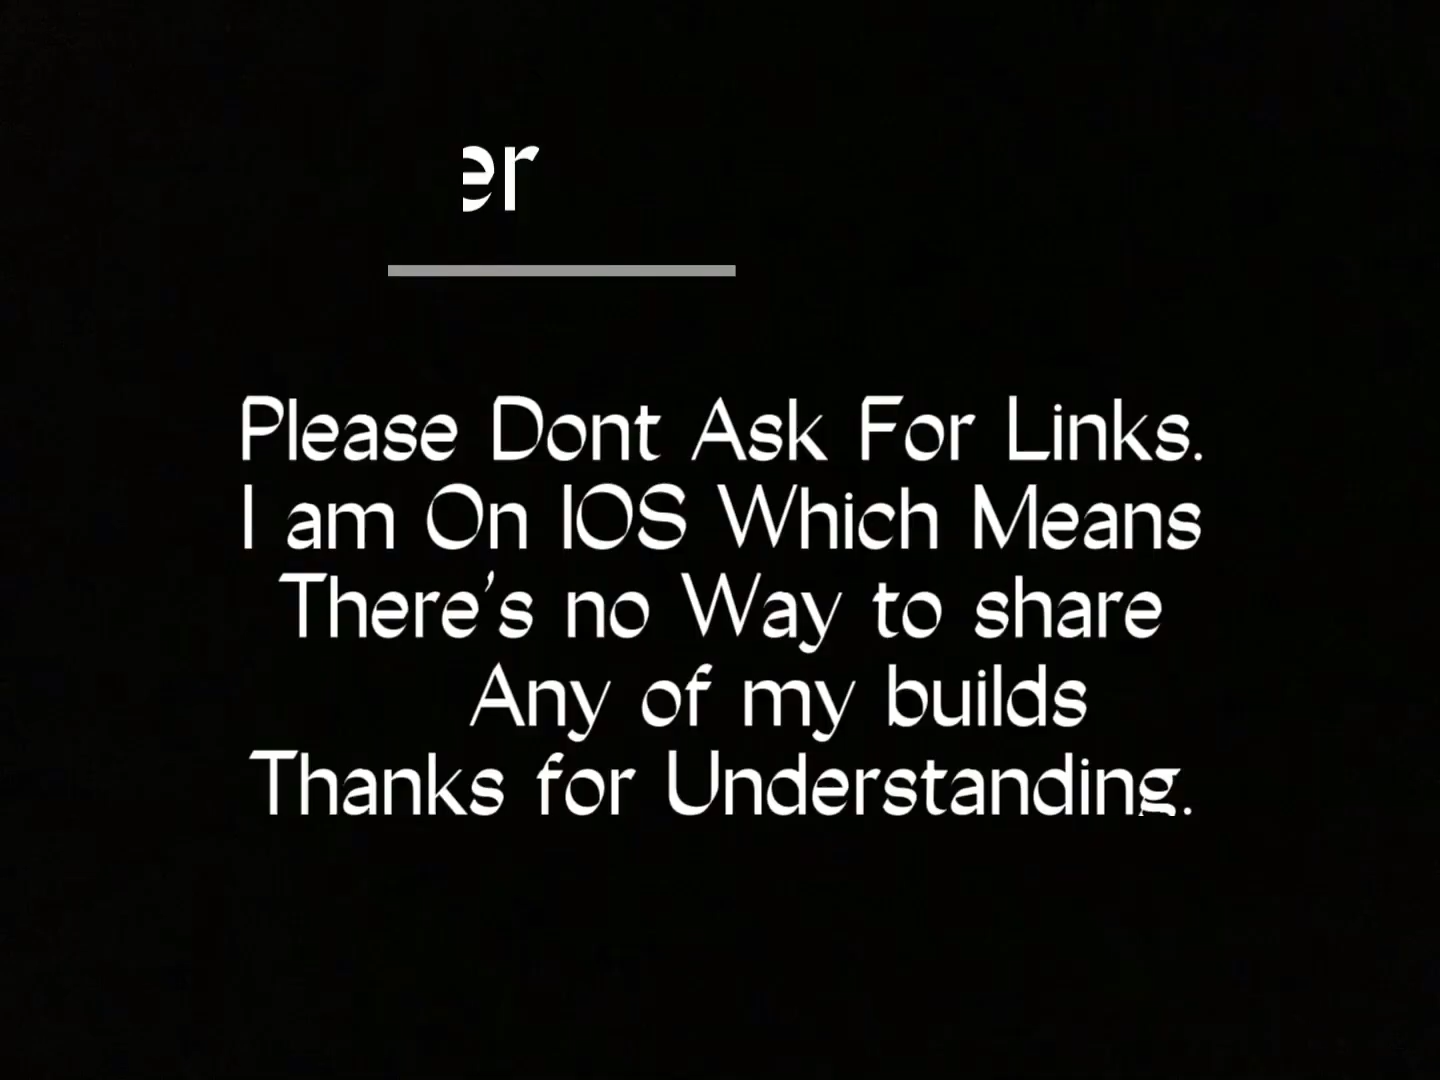 er
Please Dont Ask For Links.
I am On IOS Which Means
There's no Way to share
Any of my builds
Thanks for Understanding.